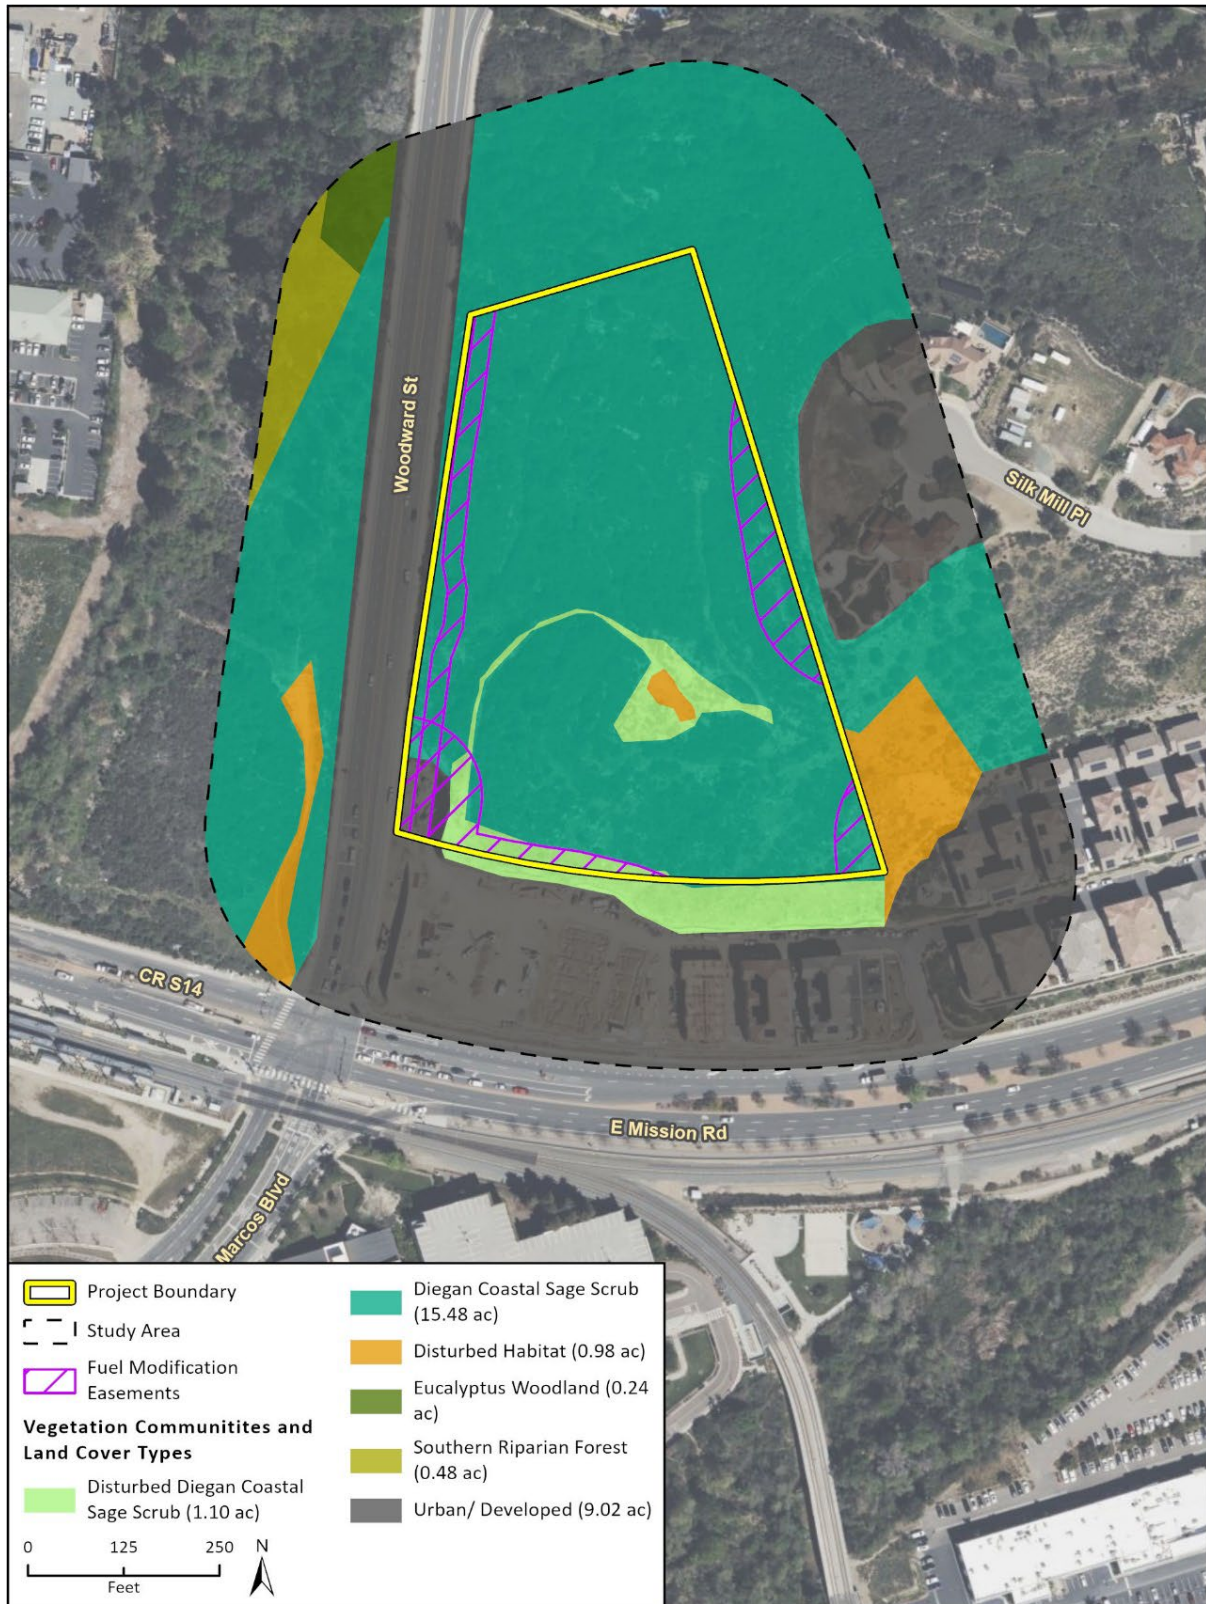 Woodward St
Silk Mill Pl
CR S14
E Mission Rd
Marcos Blvd
Project Boundary
Study Area
Fuel Modification
Easements
Vegetation Communitites and
Land Cover Types
Disturbed Diegan Coastal
Sage Scrub (1.10 ac)
Diegan Coastal Sage Scrub
(15.48 ac)
Disturbed Habitat (0.98 ac)
Eucalyptus Woodland (0.24
ac)
Southern Riparian Forest
(0.48 ac)
Urban/ Developed (9.02 ac)
0 125 250
Feet
N